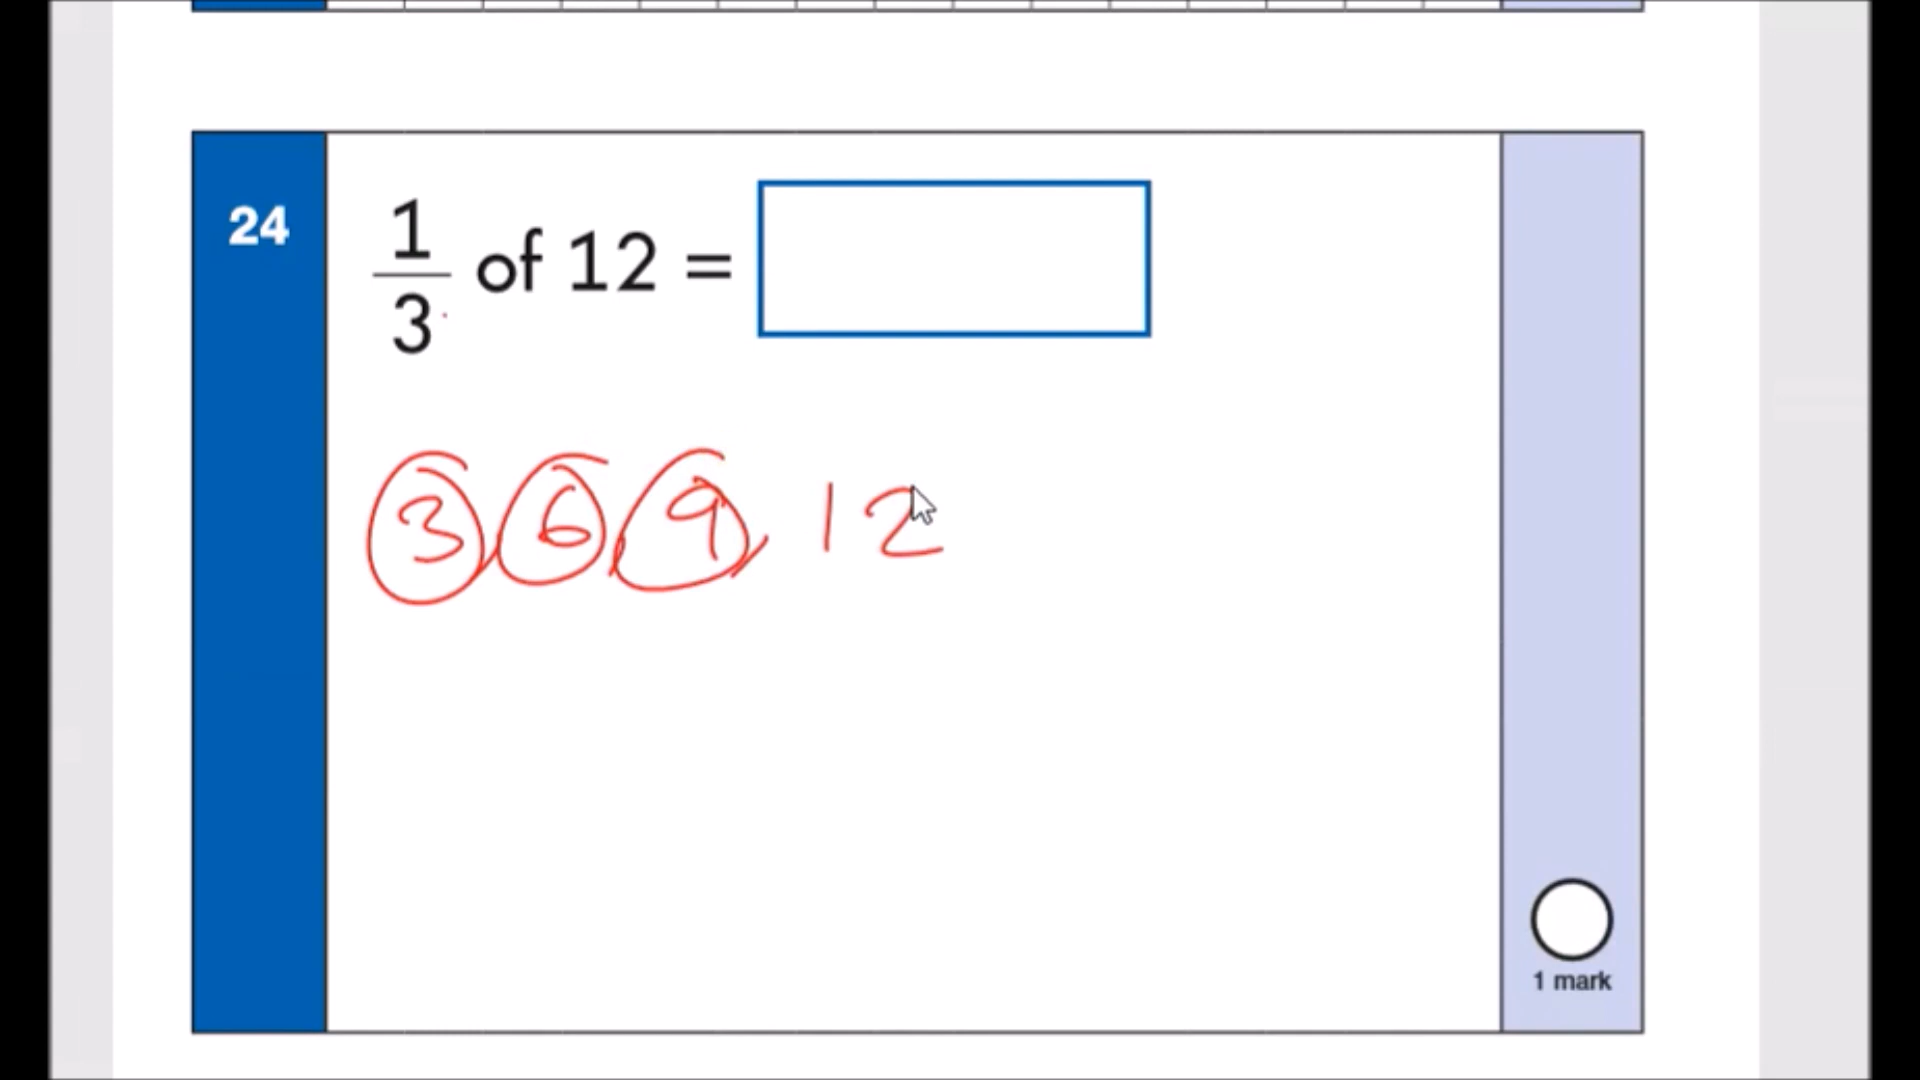 24
1/3 of 12 =
3, 6, 9, 12
1 mark